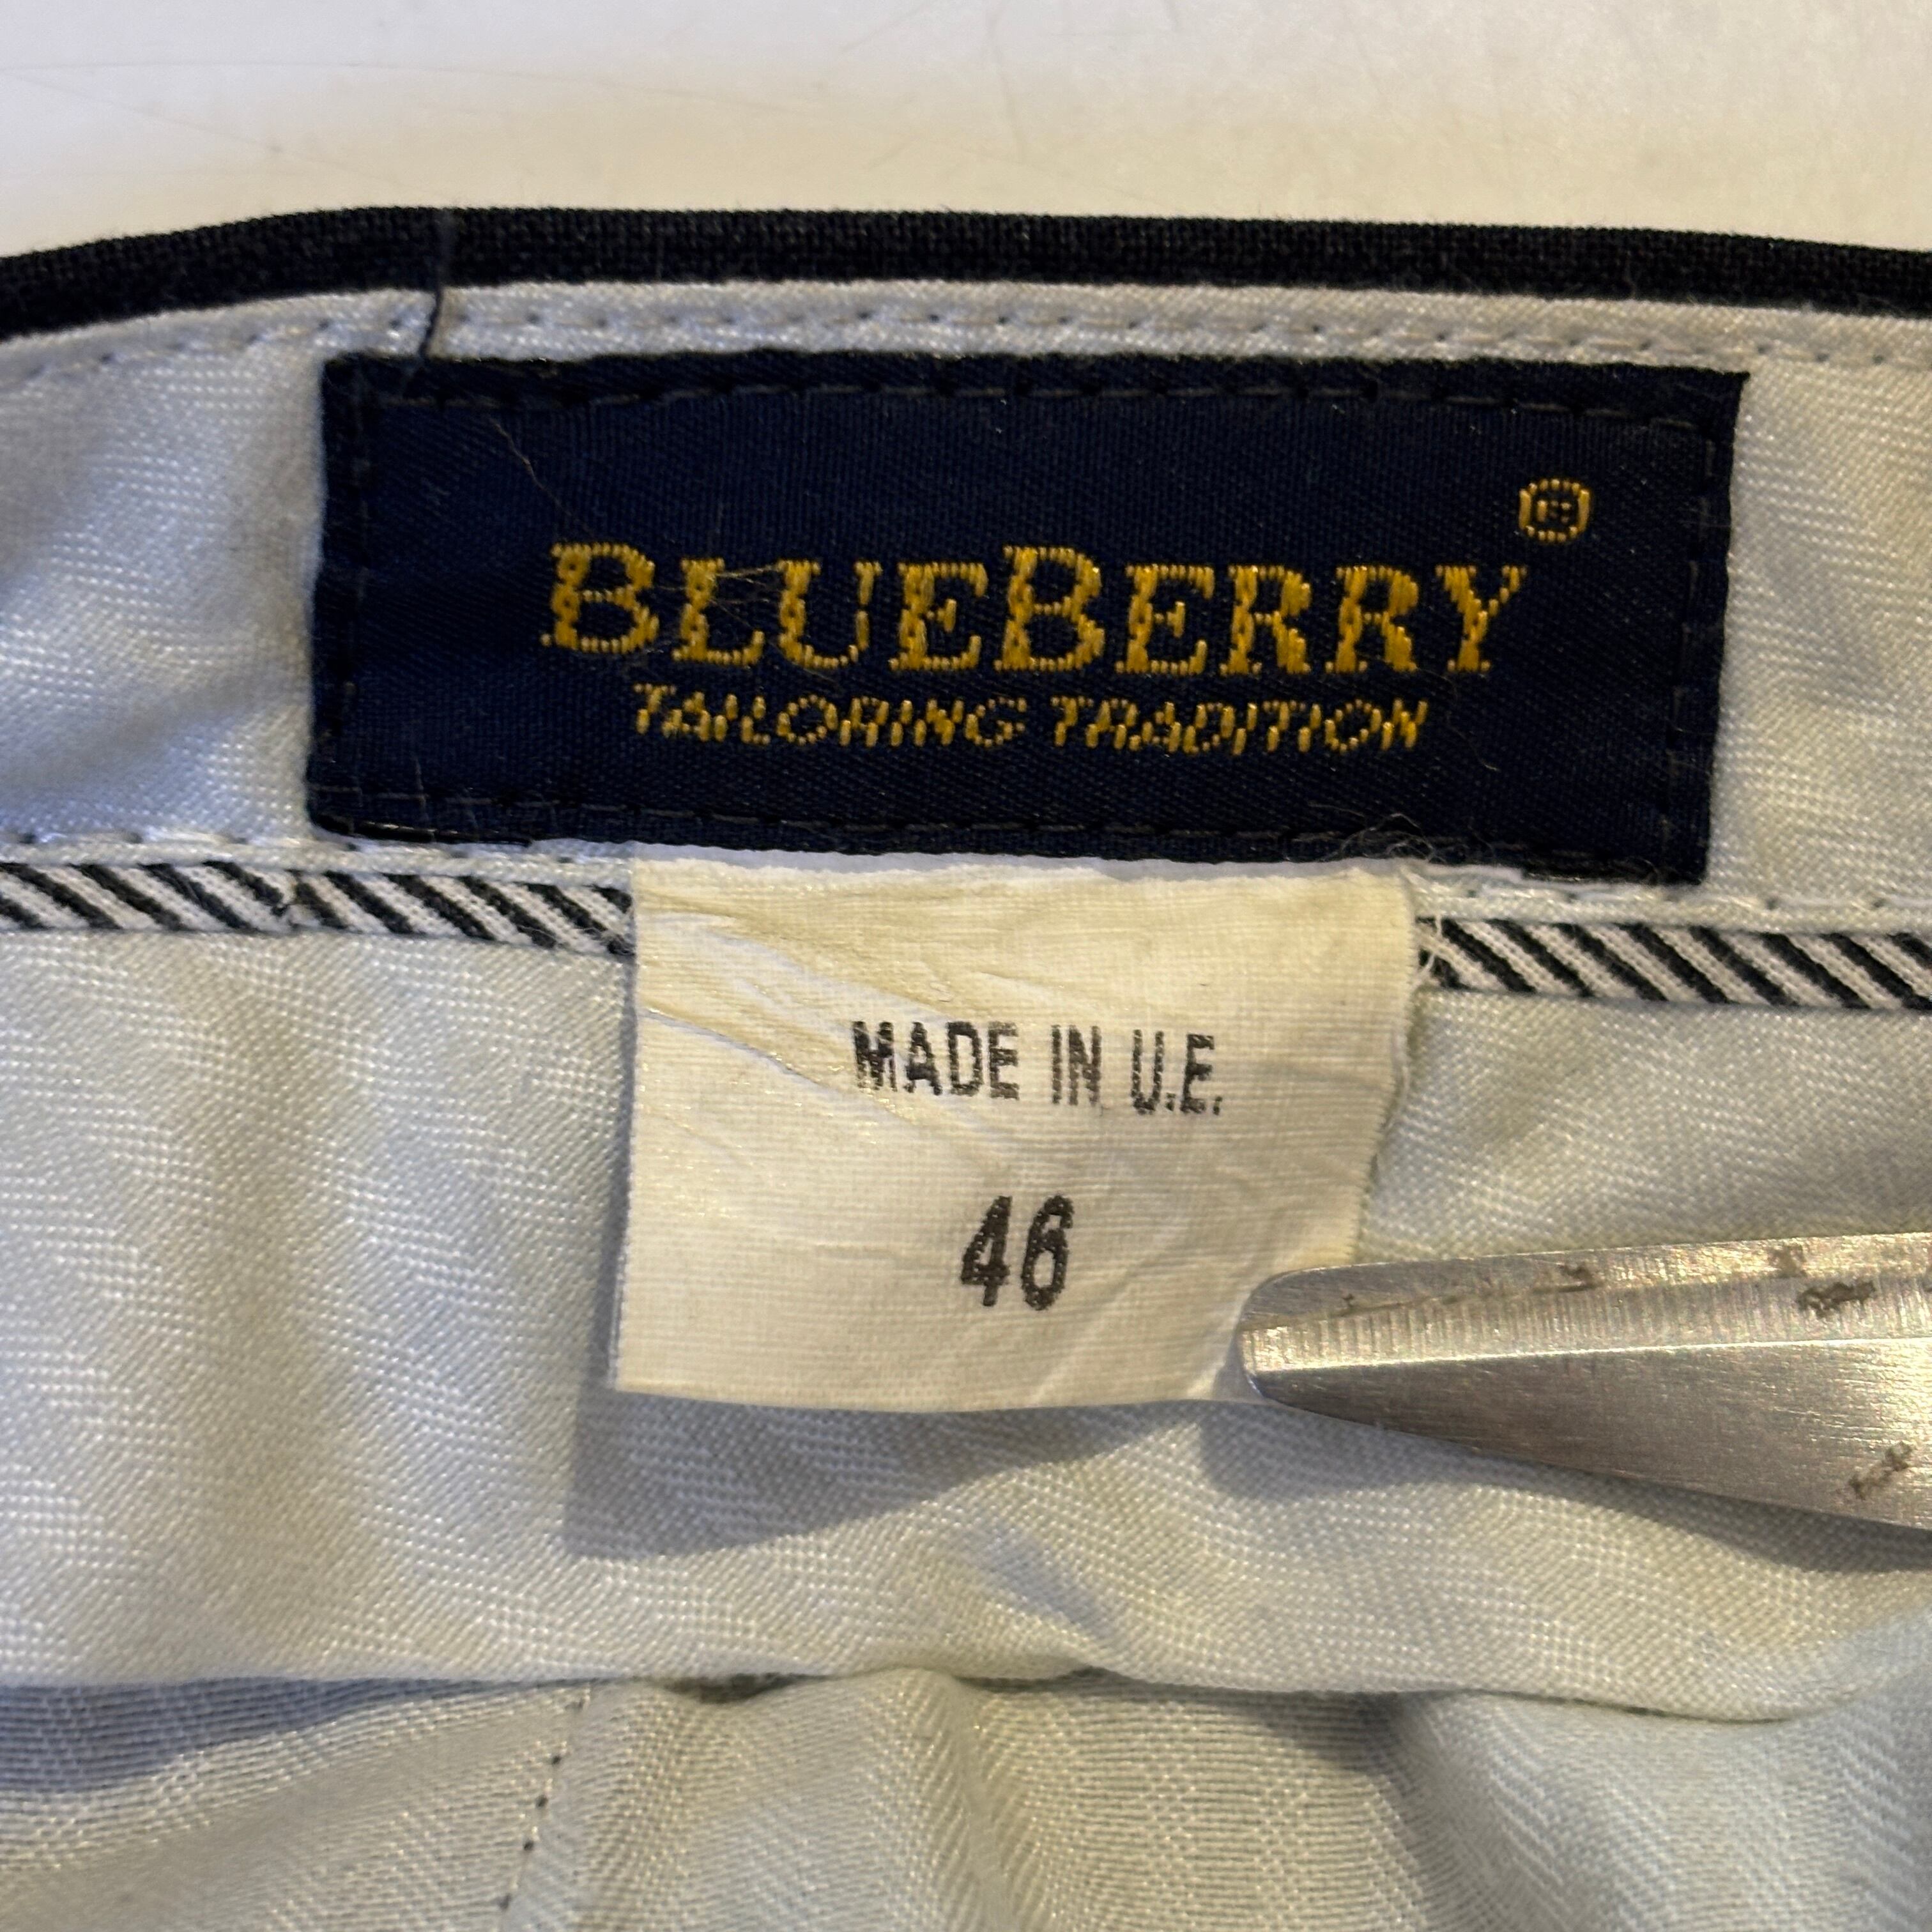 BLUEBERRY®
TAILORING TRADITION
MADE IN U.E.
46